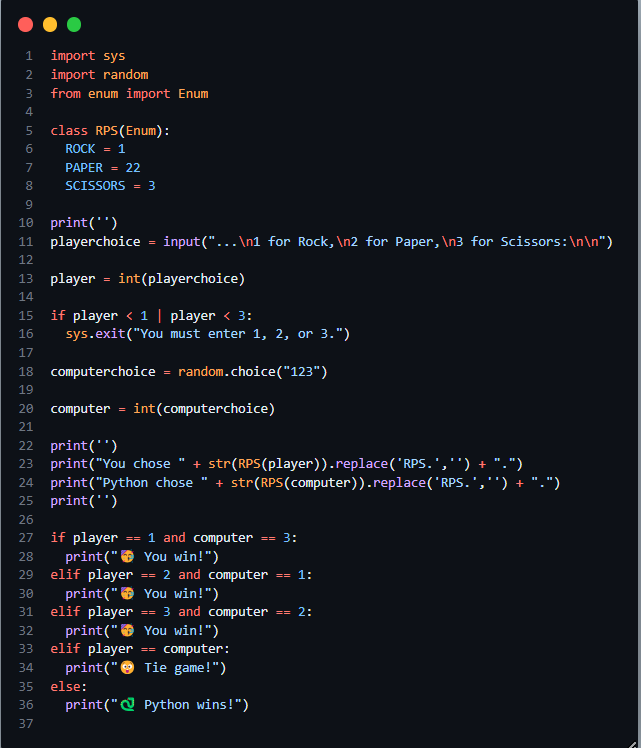 1 import sys
2 import random
3 from enum import Enum
4
5 class RPS(Enum):
6   ROCK = 1
7   PAPER = 22
8   SCISSORS = 3
9
10 print('')
11 playerchoice = input("...\n1 for Rock,\n2 for Paper,\n3 for Scissors:\n\n")
12
13 player = int(playerchoice)
14
15 if player < 1 | player < 3:
16   sys.exit("You must enter 1, 2, or 3.")
17
18 computerchoice = random.choice("123")
19
20 computer = int(computerchoice)
21
22 print('')
23 print("You chose " + str(RPS(player)).replace('RPS.','') + ".")
24 print("Python chose " + str(RPS(computer)).replace('RPS.','') + ".")
25 print('')
26
27 if player == 1 and computer == 3:
28   print("🥳 You win!")
29 elif player == 2 and computer == 1:
30   print("🥳 You win!")
31 elif player == 3 and computer == 2:
32   print("🥳 You win!")
33 elif player == computer:
34   print("😳 Tie game!")
35 else:
36   print("🐍 Python wins!")
37